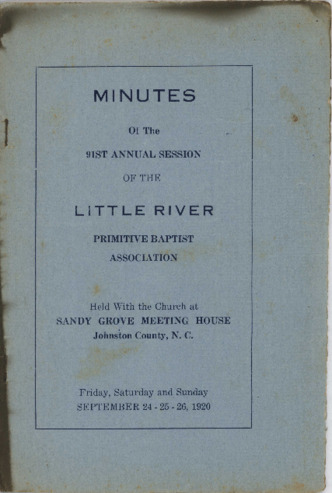 MINUTES
Of The
91ST ANNUAL SESSION
OF THE
LITTLE RIVER
PRIMITIVE BAPTIST
ASSOCIATION
Held With the Church at
SANDY GROVE MEETING HOUSE
Johnston County, N. C.
Friday, Saturday and Sunday
SEPTEMBER 24 - 25 - 26, 1920